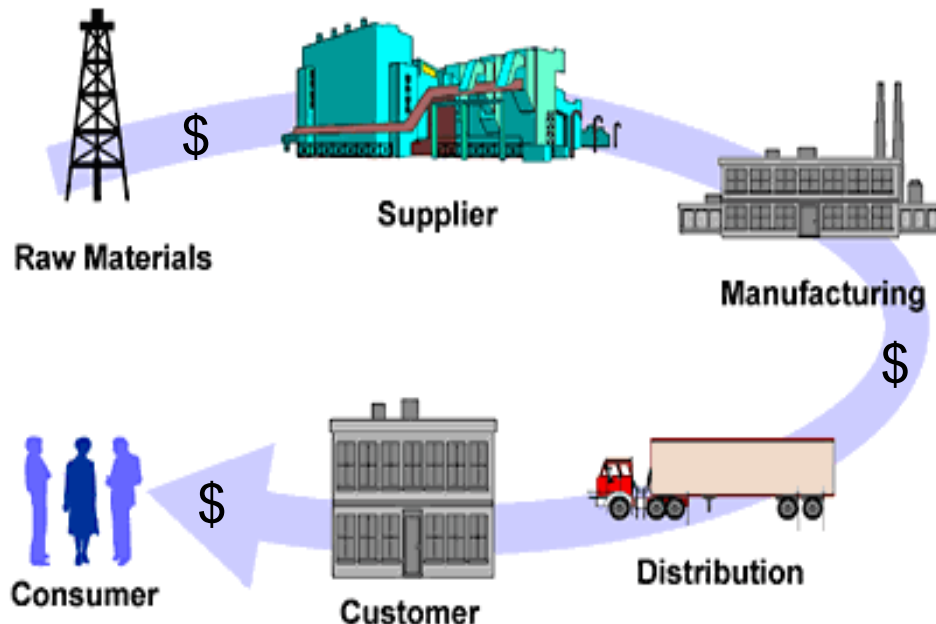 $
Supplier
Raw Materials
Manufacturing
$
$
Consumer
Customer
Distribution